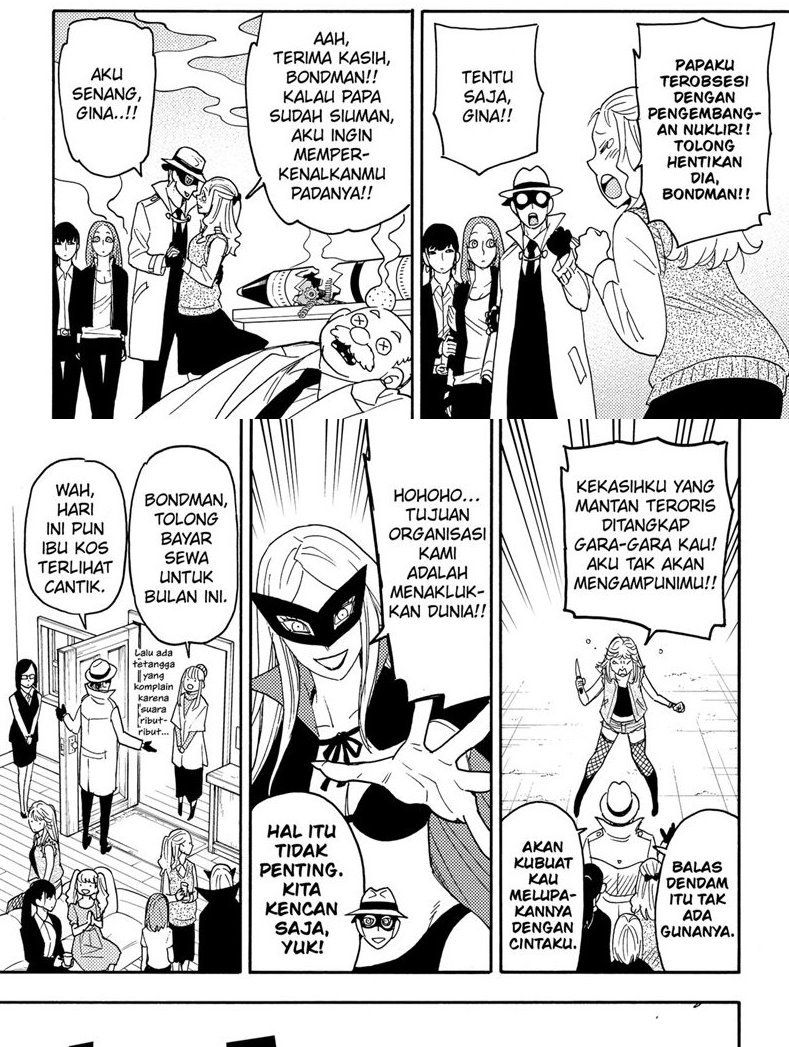 PAPAKU
TEROBSESI
DENGAN
PENGEMBANG-
AN NUKLIR!!
TOLONG
HENTIKAN
DIA,
BONDMAN!!
TENTU
SAJA,
GINA!!
AAH,
TERIMA KASIH,
BONDMAN!!
KALAU PAPA
SUDAH SIUMAN,
AKU INGIN
MEMPER-
KENALKANMU
PADANYA!!
AKU
SENANG,
GINA..!!
KEKASIHKU YANG
MANTAN TERORIS
DITANGKAP
GARA-GARA KAU!
AKU TAK AKAN
MENGAMPUNIMU!!
BALAS
DENDAM
ITU TAK
ADA
GUNANYA.
AKAN
KUBUAT
KAU
MELUPA-
KANNYA
DENGAN
CINTAKU.
HOHOHO...
TUJUAN
ORGANISASI
KAMI
ADALAH
MENAKLUK-
KAN DUNIA!!
HAL ITU
TIDAK
PENTING.
KITA
KENCAN
SAJA,
YUK!
BONDMAN,
TOLONG
BAYAR
SEWA
UNTUK
BULAN INI.
Lalu ada
tetangga
yang
komplain
karena
suara
ribut-
ribut...
WAH,
HARI
INI PUN
IBU KOS
TERLIHAT
CANTIK.